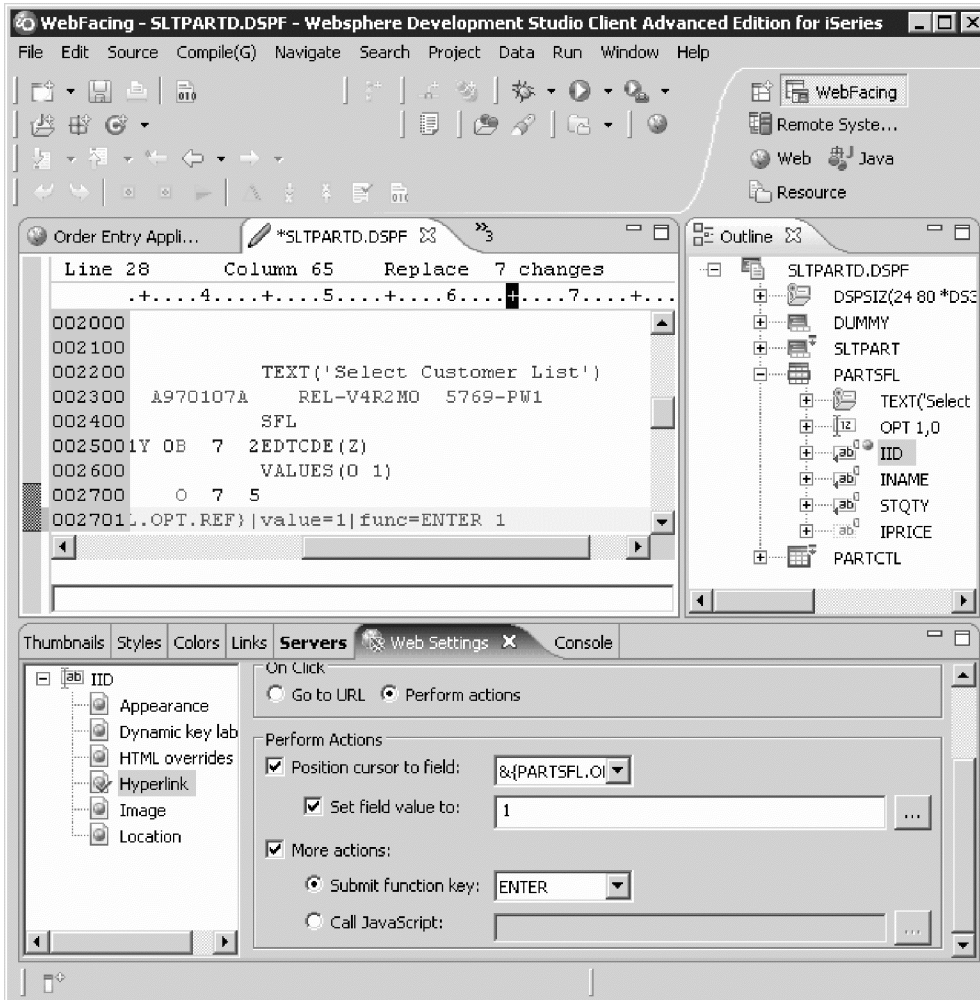 WebFacing - SLTPARTD.DSPF - Websphere Development Studio Client Advanced Edition for iSeries
File Edit Source Compile(G) Navigate Search Project Data Run Window Help
WebFacing
Remote Syste...
Web Java
Resource
Order Entry Appli...
*SLTPARTD.DSPF
»3
Line 28 Column 65 Replace 7 changes
.+....4....+....5....+....6....+....7....+...
002000
002100
002200 TEXT('Select Customer List')
002300 A970107A REL-V4R2M0 5769-PW1
002400 SFL
002500 1Y 0B 7 2EDTCDE(Z)
002600 VALUES(0 1)
002700 O 7 5
002701 L.OPT.REF}|value=1|func=ENTER 1
Outline
SLTPARTD.DSPF
DSPSIZ(24 80 *DS3
DUMMY
SLTPART
PARTSFL
TEXT('Select
OPT 1,0
IID
INAME
STQTY
IPRICE
PARTCTL
Thumbnails Styles Colors Links Servers Web Settings Console
IID
Appearance
Dynamic key lab
HTML overrides
Hyperlink
Image
Location
On Click
Go to URL Perform actions
Perform Actions
Position cursor to field: &{PARTSFL.OI
Set field value to: 1 ...
More actions:
Submit function key: ENTER
Call JavaScript: ...